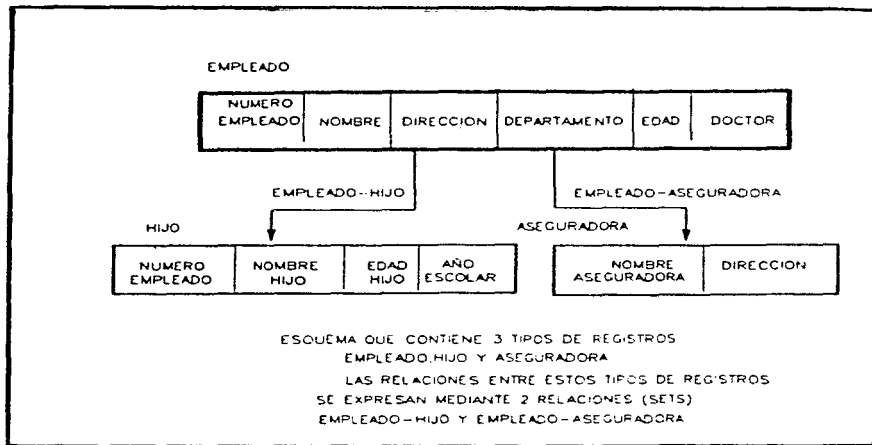 EMPLEADO
NUMERO EMPLEADO NOMBRE DIRECCION DEPARTAMENTO EDAD DOCTOR
EMPLEADO-HIJO EMPLEADO-ASEGURADORA
HIJO ASEGURADORA
NUMERO EMPLEADO NOMBRE HIJO EDAD HIJO AÑO ESCOLAR NOMBRE ASEGURADORA DIRECCION
ESQUEMA QUE CONTIENE 3 TIPOS DE REGISTROS
EMPLEADO,HIJO Y ASEGURADORA
LAS RELACIONES ENTRE ESTOS TIPOS DE REGISTROS
SE EXPRESAN MEDIANTE 2 RELACIONES (SETS)
EMPLEADO-HIJO Y EMPLEADO-ASEGURADORA